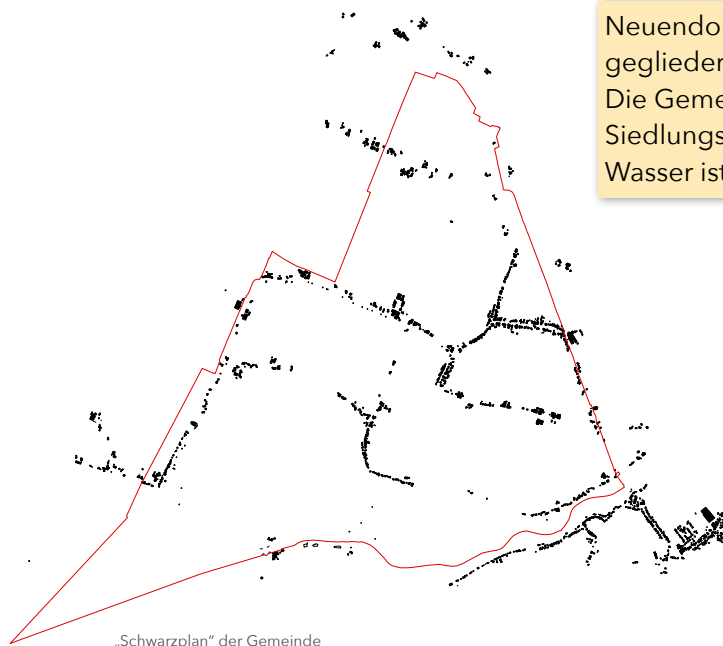 Neuendo
geglieder
Die Geme
Siedlungs
Wasser ist
„Schwarzplan“ der Gemeinde